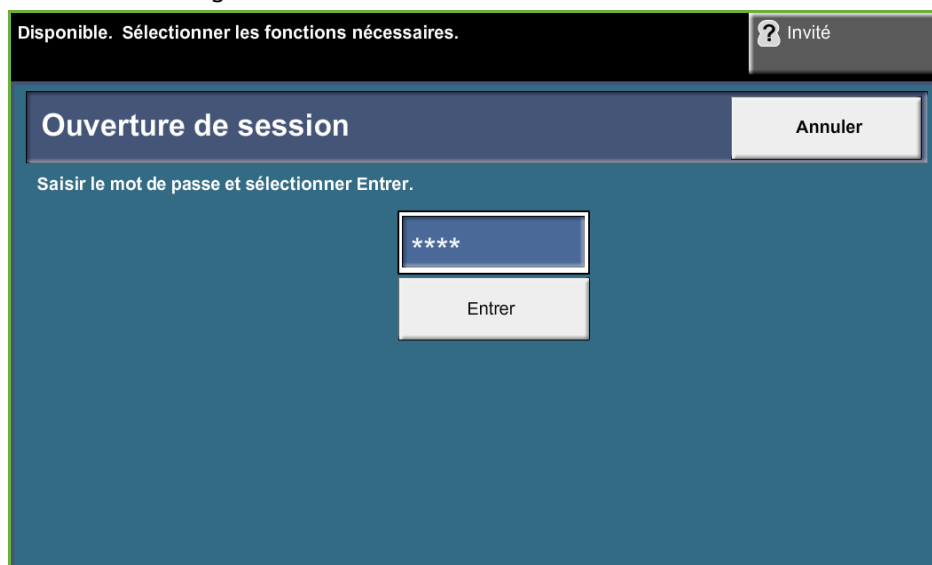 Disponible. Sélectionner les fonctions nécessaires.
? Invité
Ouverture de session
Annuler
Saisir le mot de passe et sélectionner Entrer.
****
Entrer